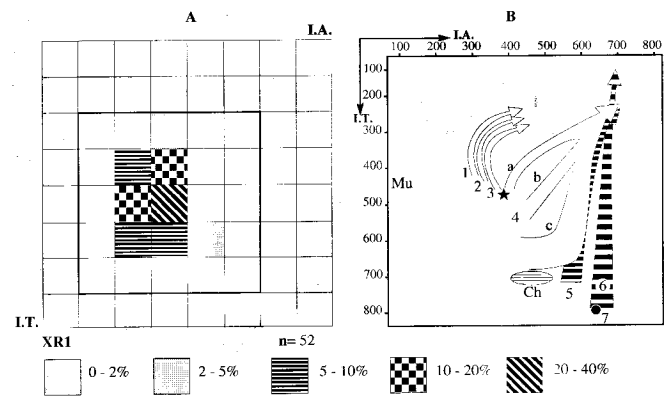 A
I.A.
I.T.
XR1
n= 52
B
I.A.
100 200 300 400 500 600 700 800
100
200
I.T.
300
400
500
600
700
800
Mu
1
2
3
a
b
4
c
Ch
5
6
7
0 - 2%
2 - 5%
5 - 10%
10 - 20%
20 - 40%